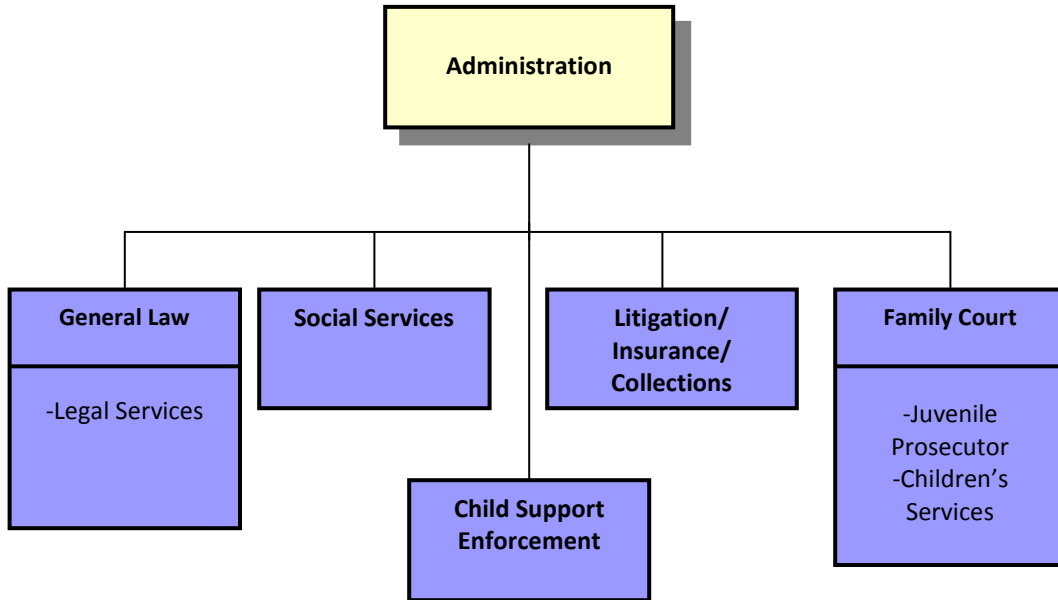 Administration
General Law
-Legal Services
Social Services
Litigation/
Insurance/
Collections
Family Court
-Juvenile
Prosecutor
-Children’s
Services
Child Support
Enforcement